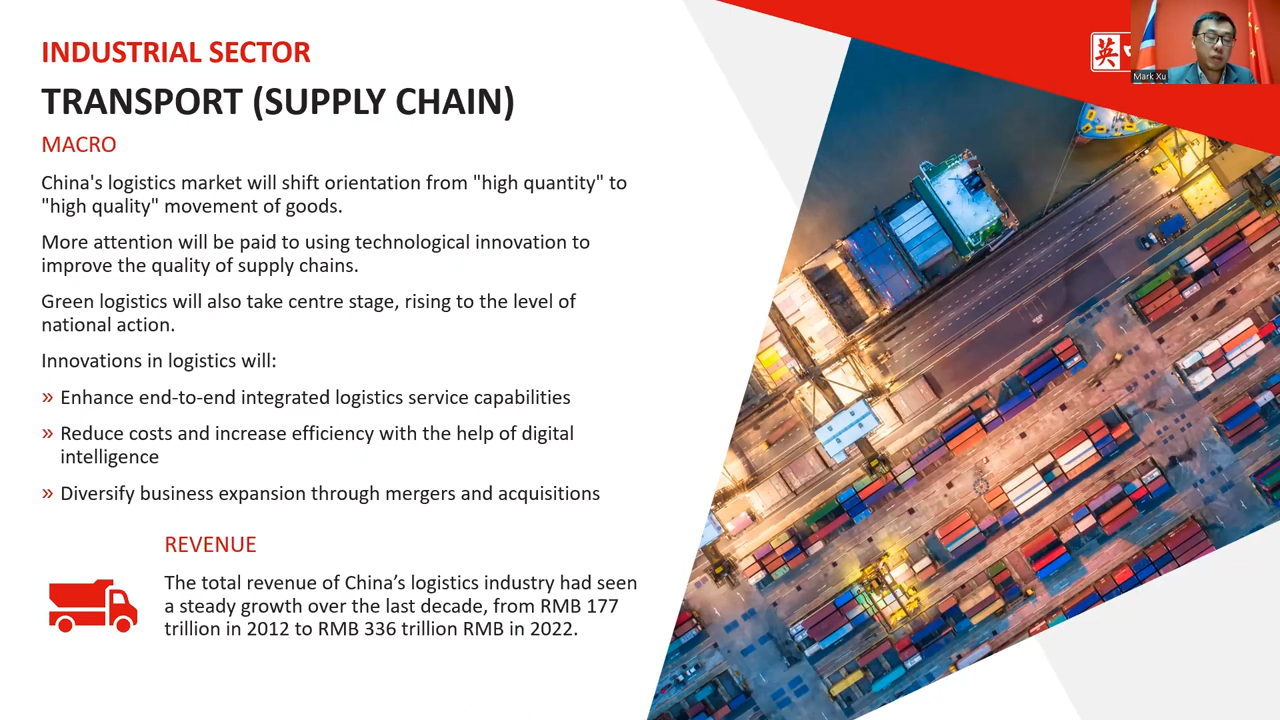 INDUSTRIAL SECTOR
TRANSPORT (SUPPLY CHAIN)
MACRO
China's logistics market will shift orientation from "high quantity" to
"high quality" movement of goods.
More attention will be paid to using technological innovation to
improve the quality of supply chains.
Green logistics will also take centre stage, rising to the level of
national action.
Innovations in logistics will:
» Enhance end-to-end integrated logistics service capabilities
» Reduce costs and increase efficiency with the help of digital
intelligence
» Diversify business expansion through mergers and acquisitions
REVENUE
The total revenue of China’s logistics industry had seen
a steady growth over the last decade, from RMB 177
trillion in 2012 to RMB 336 trillion RMB in 2022.
英
Mark Xu